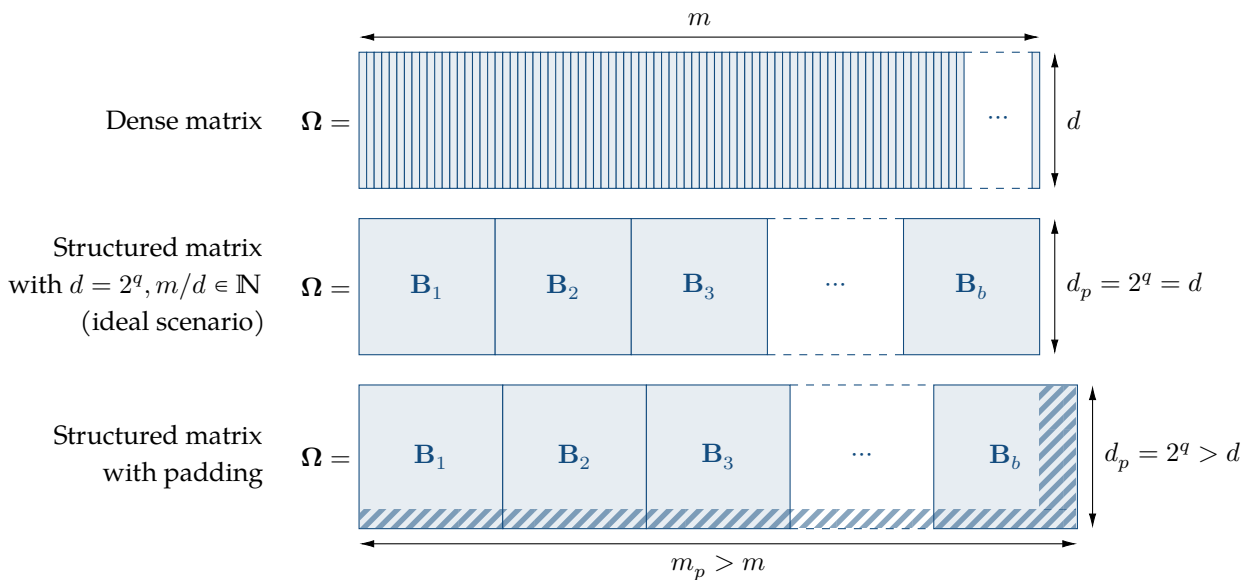 m
Dense matrix Ω = ... d
Structured matrix
with d = 2^q, m/d ∈ ℕ
(ideal scenario)
Ω = B_1 B_2 B_3 ... B_b d_p = 2^q = d
Structured matrix
with padding
Ω = B_1 B_2 B_3 ... B_b d_p = 2^q > d
m_p > m